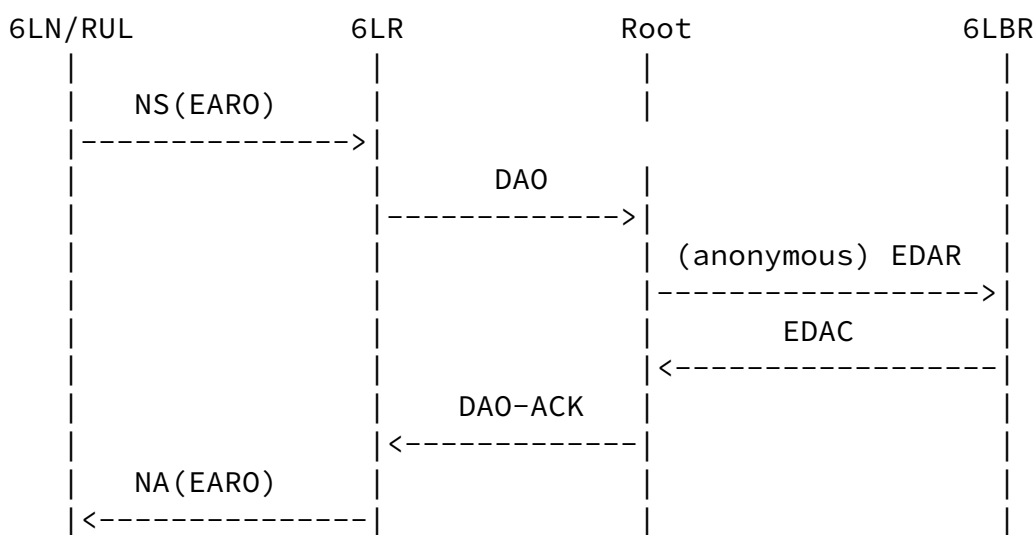 6LN/RUL 6LR Root 6LBR
NS(EARO)
DAO
(anonymous) EDAR
EDAC
DAO-ACK
NA(EARO)